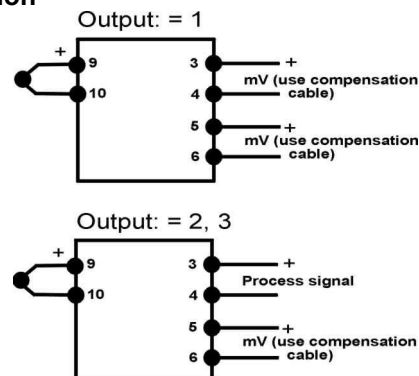 Output: = 1
+
9
3
+
mV (use compensation
10
4
cable)
5
+
mV (use compensation
6
cable)
Output: = 2, 3
+
9
3
+
Process signal
10
4
5
+
mV (use compensation
6
cable)